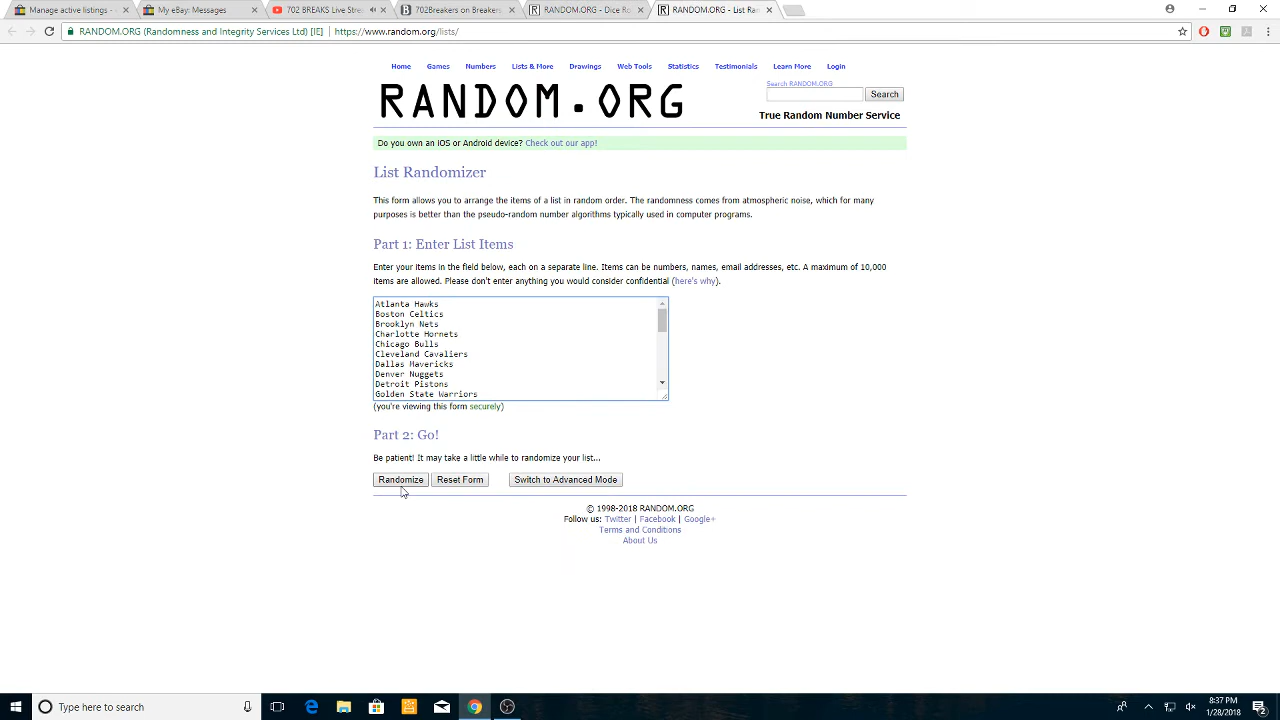 Manage active listings -
My eBay: Messages
702 BREAKS Live Stre
702Breakers on Breakers
RANDOM.ORG - Dice Ro
RANDOM.ORG - List Ran
RANDOM.ORG (Randomness and Integrity Services Ltd) [IE] https://www.random.org/lists/
Home Games Numbers Lists & More Drawings Web Tools Statistics Testimonials Learn More Login
RANDOM.ORG
Search RANDOM.ORG
Search
True Random Number Service
Do you own an iOS or Android device? Check out our app!
List Randomizer
This form allows you to arrange the items of a list in random order. The randomness comes from atmospheric noise, which for many
purposes is better than the pseudo-random number algorithms typically used in computer programs.
Part 1: Enter List Items
Enter your items in the field below, each on a separate line. Items can be numbers, names, email addresses, etc. A maximum of 10,000
items are allowed. Please don't enter anything you would consider confidential (here's why).
Atlanta Hawks
Boston Celtics
Brooklyn Nets
Charlotte Hornets
Chicago Bulls
Cleveland Cavaliers
Dallas Mavericks
Denver Nuggets
Detroit Pistons
Golden State Warriors
(you're viewing this form securely)
Part 2: Go!
Be patient! It may take a little while to randomize your list...
Randomize Reset Form Switch to Advanced Mode
© 1998-2018 RANDOM.ORG
Follow us: Twitter | Facebook | Google+
Terms and Conditions
About Us
Type here to search
8:37 PM
1/28/2018